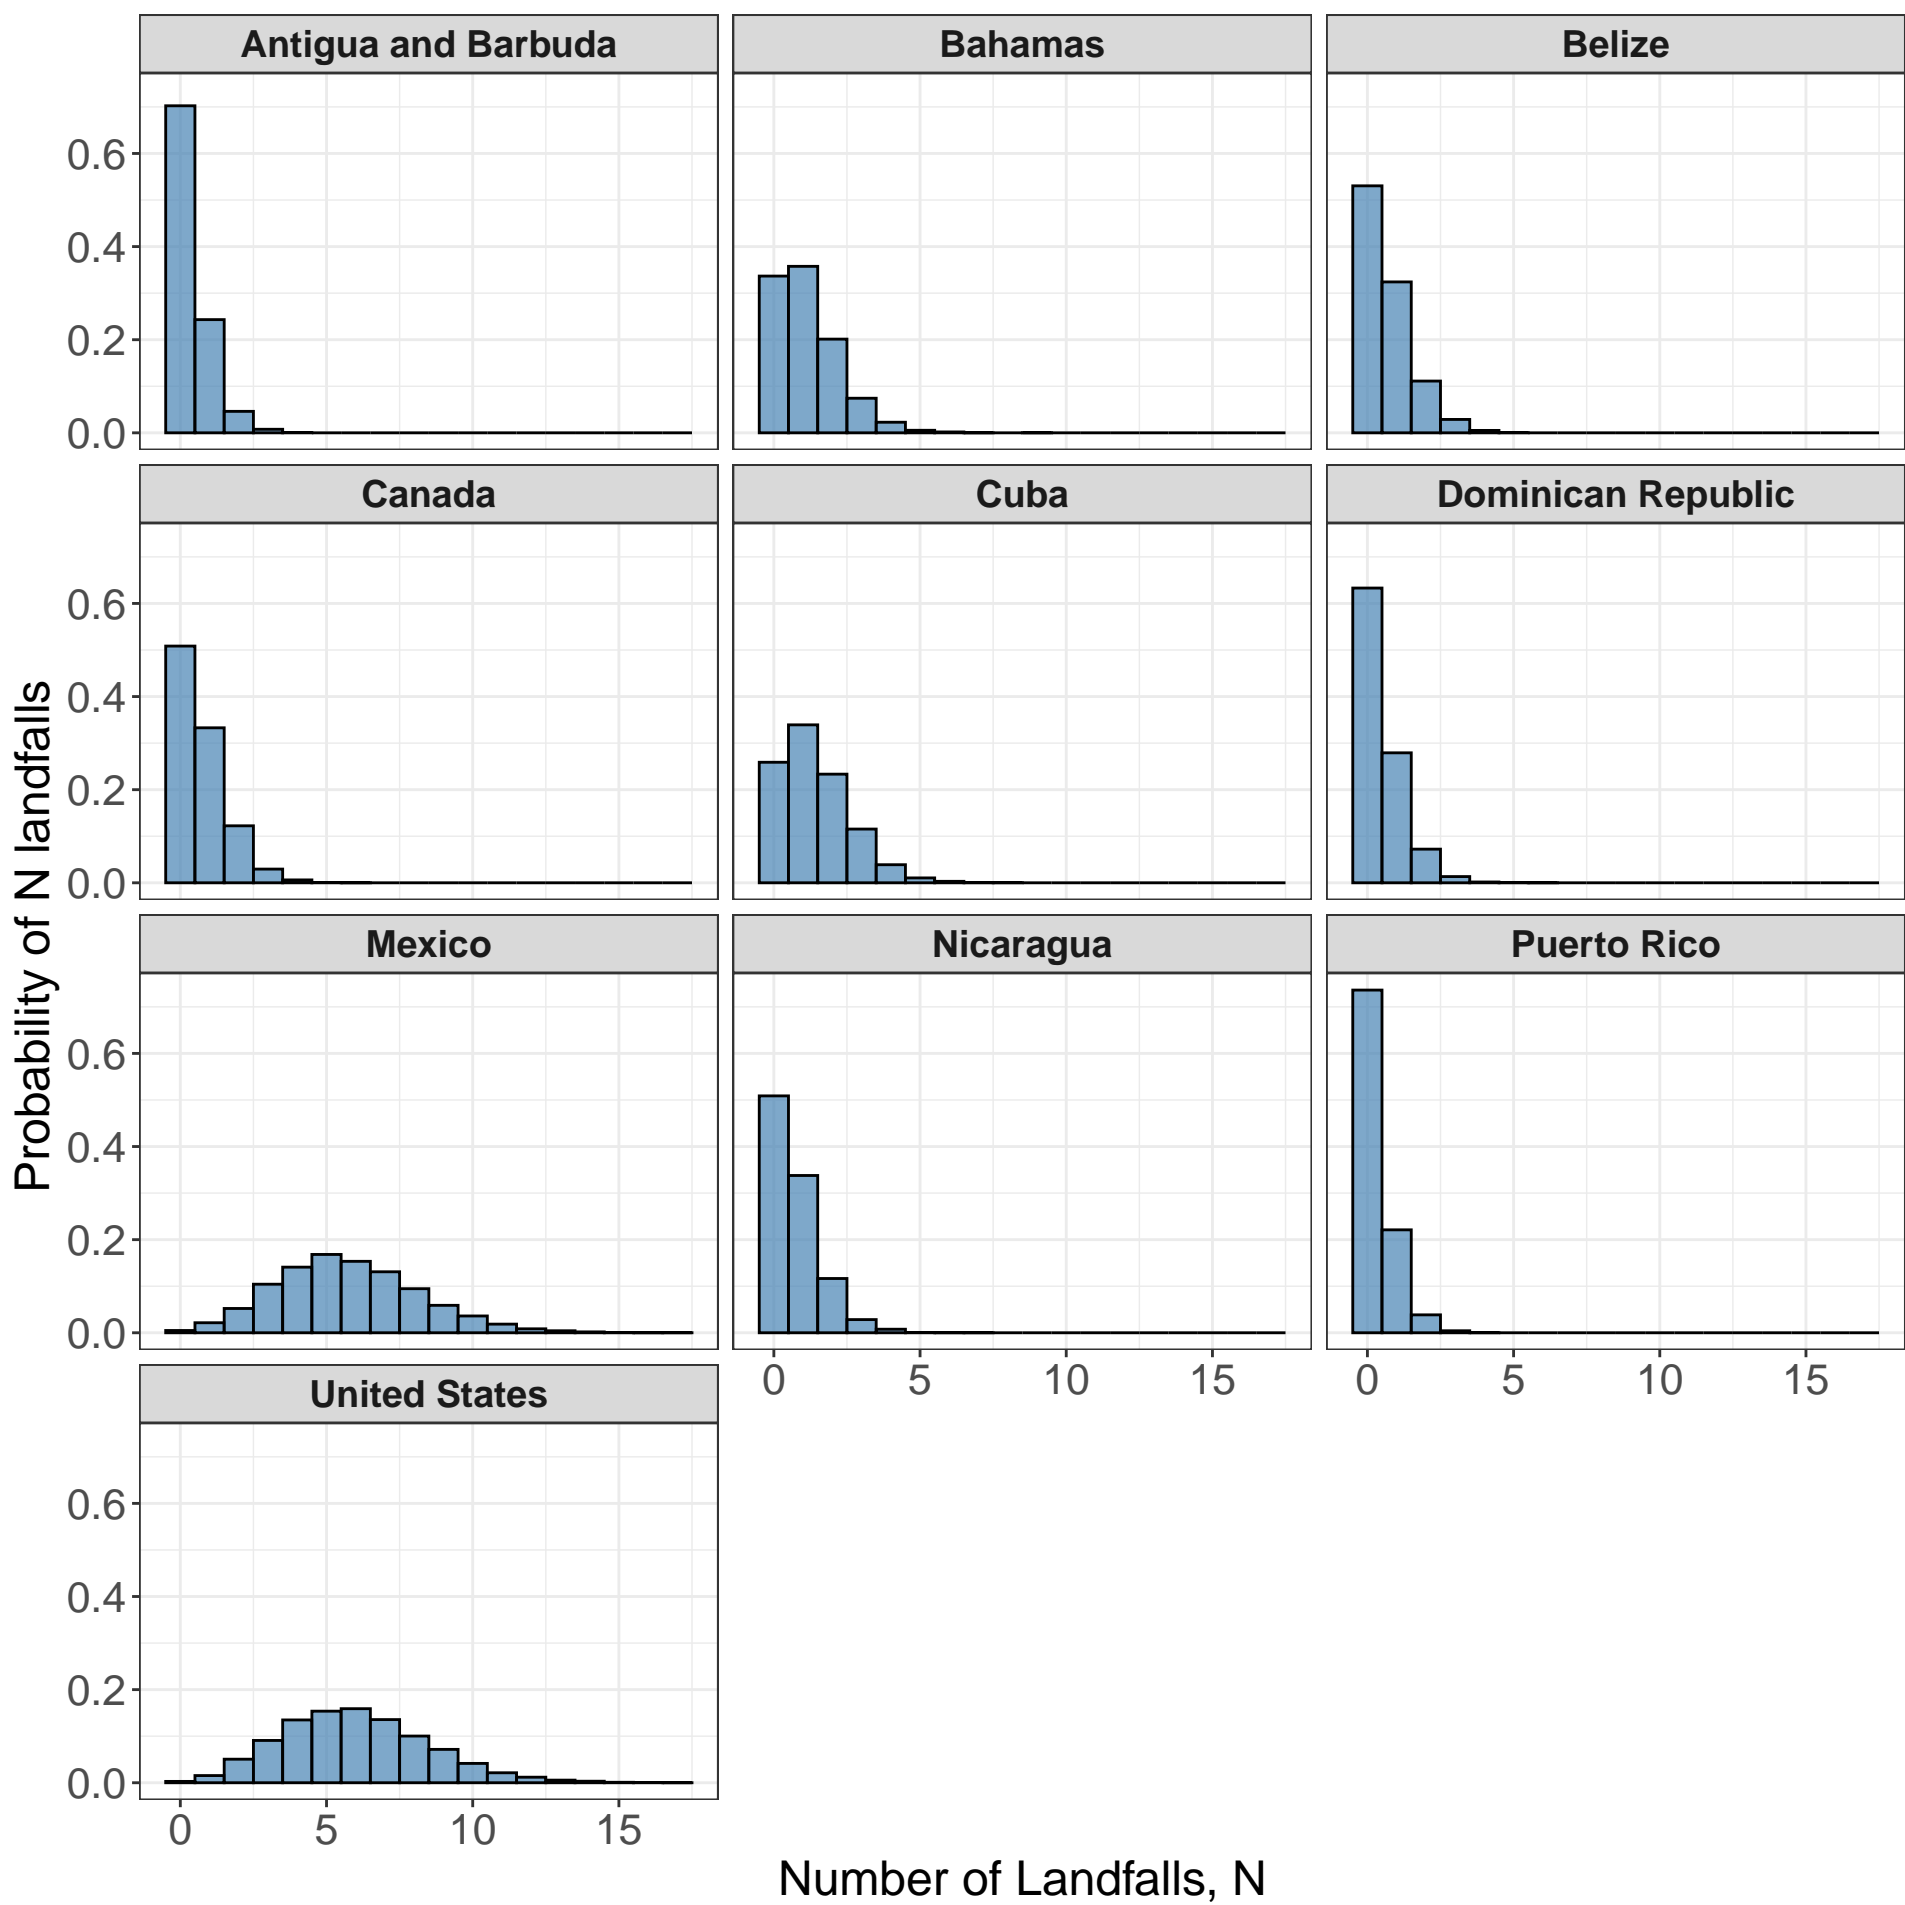 Antigua and Barbuda
Bahamas
Belize
0.6
0.4
0.2
0.0
Canada
Cuba
Dominican Republic
0.6
0.4
0.2
0.0
Mexico
Nicaragua
Puerto Rico
0.6
0.4
0.2
0.0
0 5 10 15
0 5 10 15
United States
0.6
0.4
0.2
0.0
0 5 10 15
Number of Landfalls, N
Probability of N landfalls